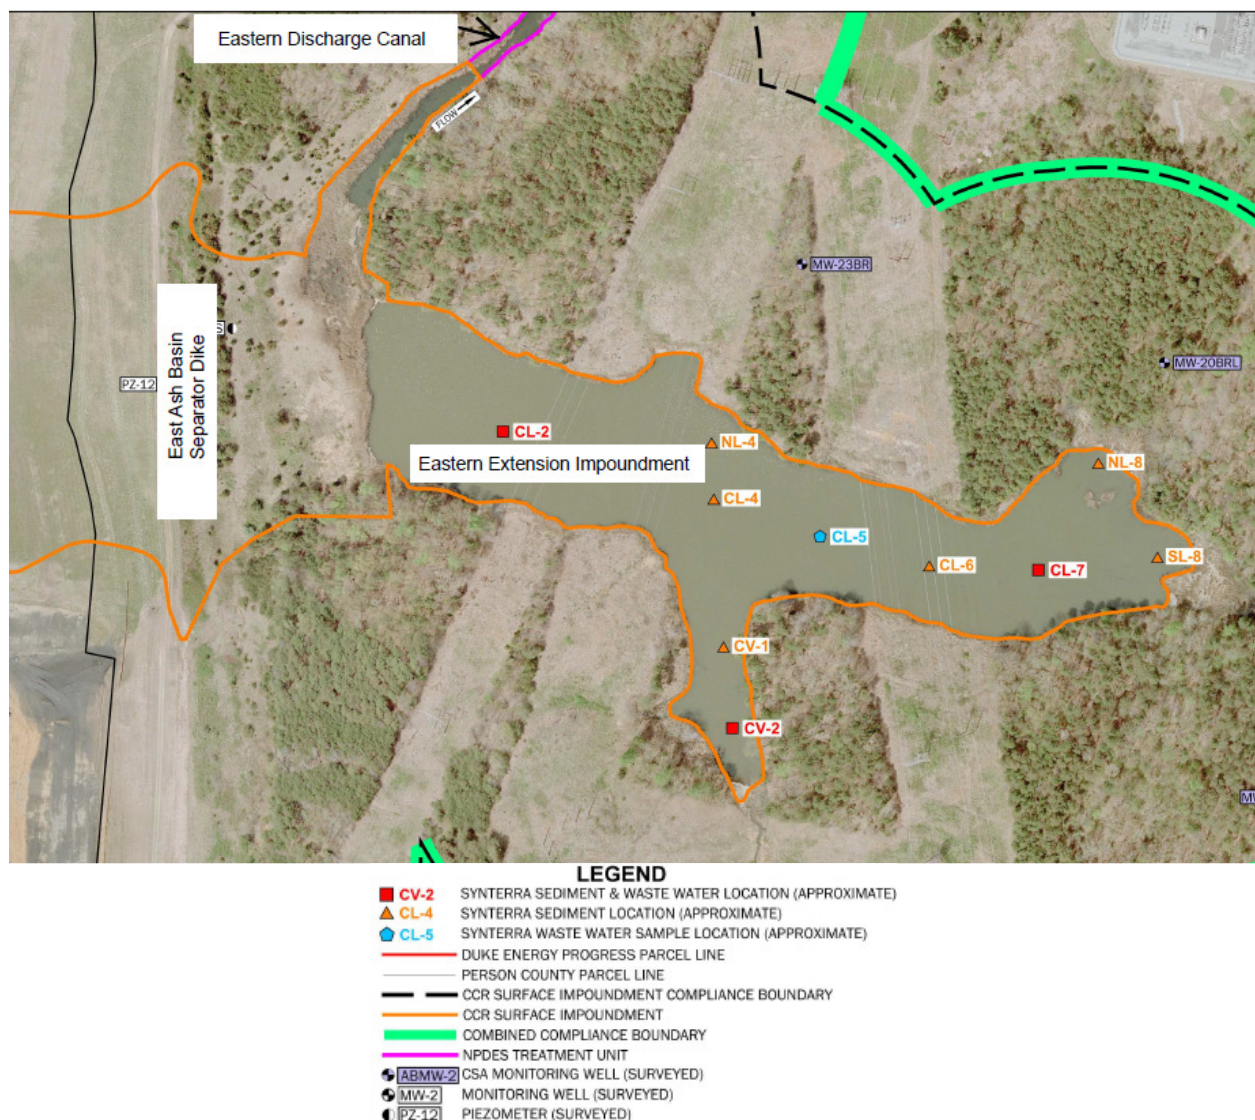 Eastern Discharge Canal
FLOW
MW-23BR
MW-20BRL
S
PZ-12
East Ash Basin
Separator Dike
CL-2
NL-4
Eastern Extension Impoundment
NL-8
CL-4
CL-5
SL-8
CL-6
CL-7
CV-1
CV-2
LEGEND
CV-2 SYNTERRA SEDIMENT & WASTE WATER LOCATION (APPROXIMATE)
CL-4 SYNTERRA SEDIMENT LOCATION (APPROXIMATE)
CL-5 SYNTERRA WASTE WATER SAMPLE LOCATION (APPROXIMATE)
DUKE ENERGY PROGRESS PARCEL LINE
PERSON COUNTY PARCEL LINE
CCR SURFACE IMPOUNDMENT COMPLIANCE BOUNDARY
CCR SURFACE IMPOUNDMENT
COMBINED COMPLIANCE BOUNDARY
NPDES TREATMENT UNIT
ABMW-2 CSA MONITORING WELL (SURVEYED)
MW-2 MONITORING WELL (SURVEYED)
PZ-12 PIEZOMETER (SURVEYED)